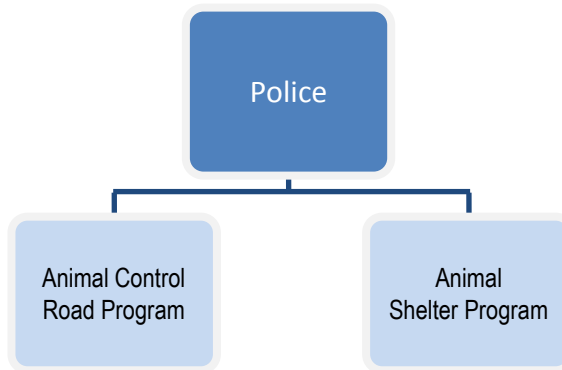 Police
Animal Control
Road Program
Animal
Shelter Program